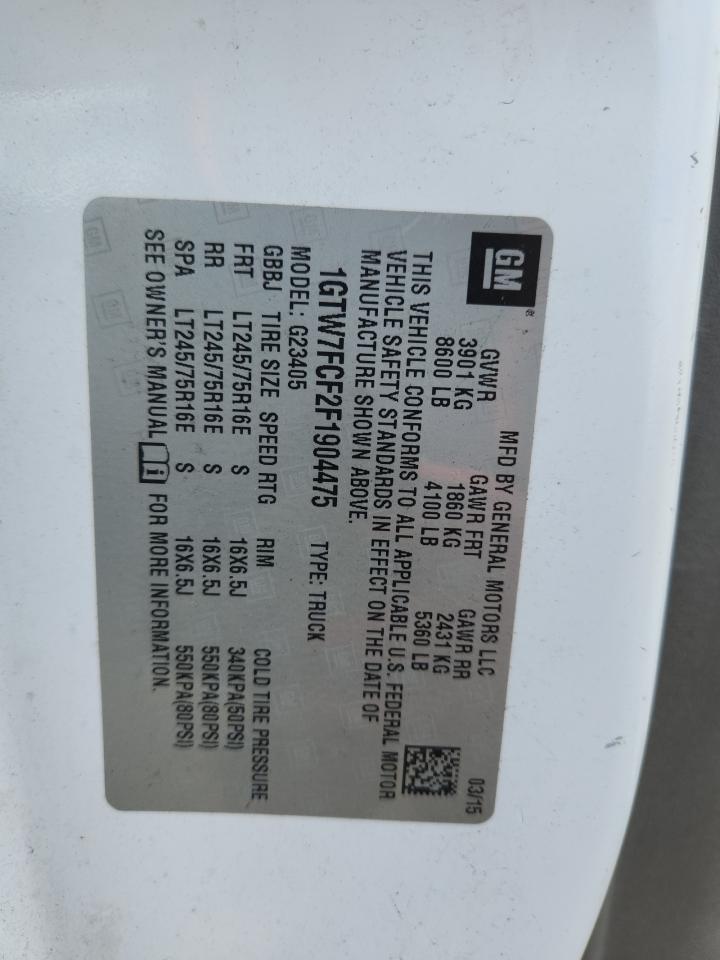 GM ®
MFD BY GENERAL MOTORS LLC 03/15
GVWR GAWR FRT GAWR RR
3901 KG 1860 KG 2431 KG
8600 LB 4100 LB 5360 LB
THIS VEHICLE CONFORMS TO ALL APPLICABLE U.S. FEDERAL MOTOR
VEHICLE SAFETY STANDARDS IN EFFECT ON THE DATE OF
MANUFACTURE SHOWN ABOVE.
1GTW7FCF2F1904475 TYPE: TRUCK
MODEL: G23405
GBBJ TIRE SIZE SPEED RTG RIM COLD TIRE PRESSURE
FRT LT245/75R16E S 16X6.5J 340KPA(50PSI)
RR LT245/75R16E S 16X6.5J 550KPA(80PSI)
SPA LT245/75R16E S 16X6.5J 550KPA(80PSI)
SEE OWNER'S MANUAL i FOR MORE INFORMATION.